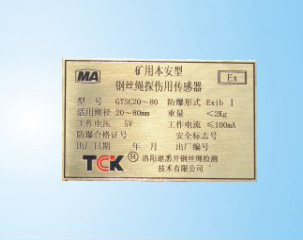 MA
矿用本安型
钢丝绳探伤用传感器
Ex
型 号 GTSC20~80 防爆形式 Exib I
适用绳径 20~80mm 重量 <2Kg
工作电压 5V 工作电流 ≤100mA
防爆合格证号 安全标志号
出厂日期 年 月 出厂编号
TCK ® 洛阳逖悉开钢丝绳检测
技术有限公司